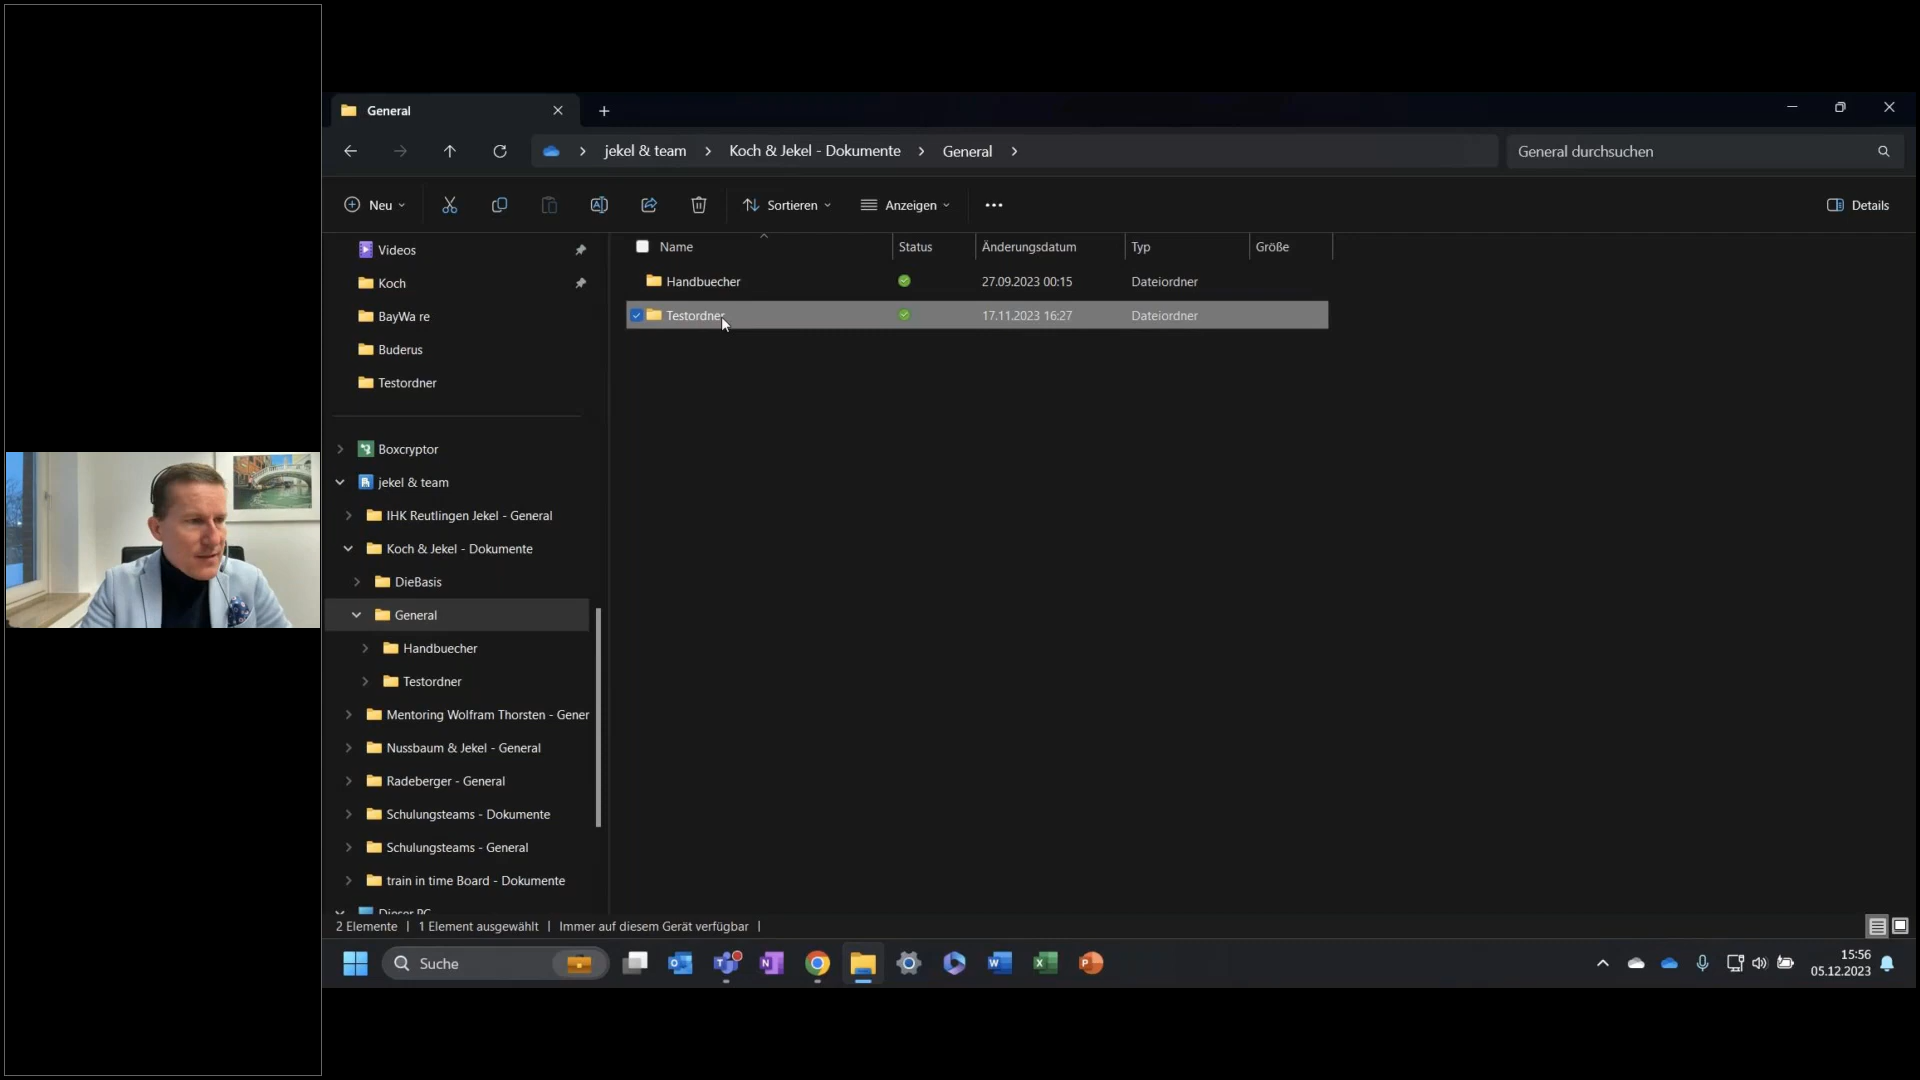 General
jekel & team
Koch & Jekel - Dokumente
General
General durchsuchen
Neu
Sortieren
Anzeigen
Details
Name
Status
Änderungsdatum
Typ
Größe
Handbuecher
27.09.2023 00:15
Dateiordner
Testordner
17.11.2023 16:27
Dateiordner
Videos
Koch
BayWa re
Buderus
Testordner
Boxcryptor
jekel & team
IHK Reutlingen Jekel - General
Koch & Jekel - Dokumente
DieBasis
General
Handbuecher
Testordner
Mentoring Wolfram Thorsten - Gener
Nussbaum & Jekel - General
Radeberger - General
Schulungsteams - Dokumente
Schulungsteams - General
train in time Board - Dokumente
Dieser PC
2 Elemente | 1 Element ausgewählt | Immer auf diesem Gerät verfügbar |
Suche
15:56
05.12.2023